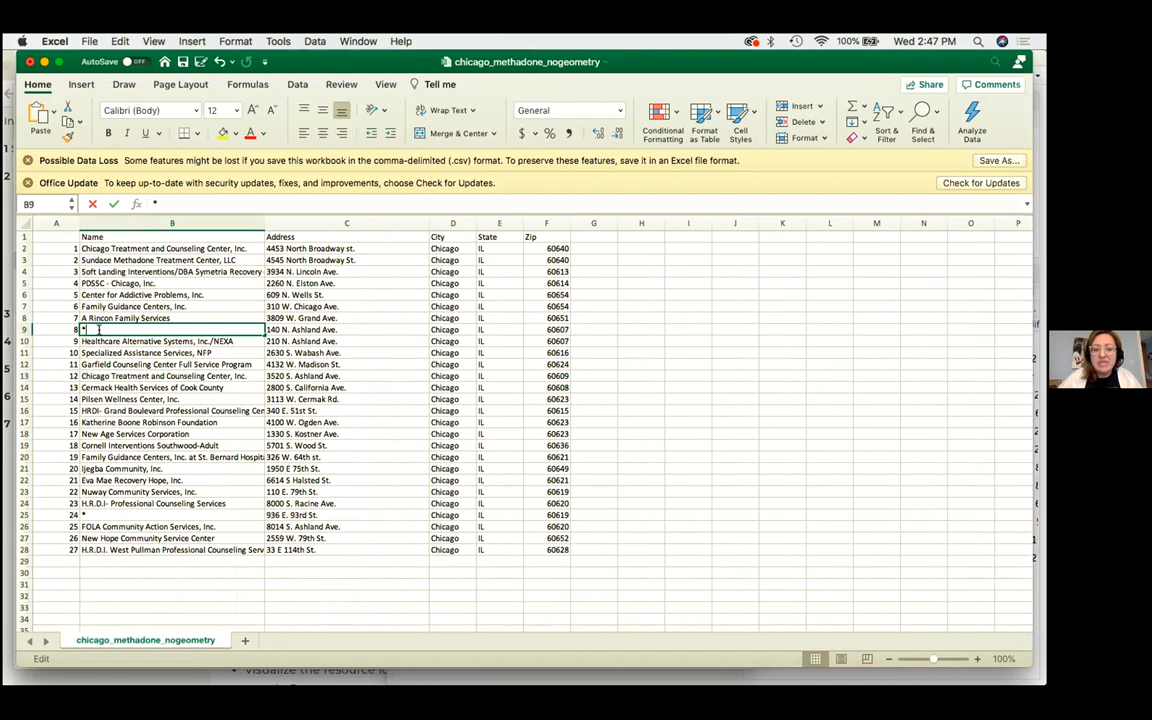 Excel File Edit View Insert Format Tools Data Window Help 100% Wed 2:47 PM
AutoSave OFF chicago_methadone_nogeometry
Home Insert Draw Page Layout Formulas Data Review View Tell me Share Comments
Paste Calibri (Body) 12 A A Wrap Text General Insert Σ
B I U A Merge & Center $ % Delete
Conditional Formatting Format as Table Cell Styles Format Sort & Filter Find & Select Analyze Data
Possible Data Loss Some features might be lost if you save this workbook in the comma-delimited (.csv) format. To preserve these features, save it in an Excel file format. Save As...
Office Update To keep up-to-date with security updates, fixes, and improvements, choose Check for Updates. Check for Updates
B9 fx *
A B C D E F G H I J K L M N O P
1 Name Address City State Zip
2 1 Chicago Treatment and Counseling Center, Inc. 4453 North Broadway st. Chicago IL 60640
3 2 Sundace Methadone Treatment Center, LLC 4545 North Broadway St. Chicago IL 60640
4 3 Soft Landing Interventions/DBA Symetria Recovery 3934 N. Lincoln Ave. Chicago IL 60613
5 4 PDSSC - Chicago, Inc. 2260 N. Elston Ave. Chicago IL 60614
6 5 Center for Addictive Problems, Inc. 609 N. Wells St. Chicago IL 60654
7 6 Family Guidance Centers, Inc. 310 W. Chicago Ave. Chicago IL 60654
8 7 A Rincon Family Services 3809 W. Grand Ave. Chicago IL 60651
9 8 * 140 N. Ashland Ave. Chicago IL 60607
10 9 Healthcare Alternative Systems, Inc./NEXA 210 N. Ashland Ave. Chicago IL 60607
11 10 Specialized Assistance Services, NFP 2630 S. Wabash Ave. Chicago IL 60616
12 11 Garfield Counseling Center Full Service Program 4132 W. Madison St. Chicago IL 60624
13 12 Chicago Treatment and Counseling Center, Inc. 3520 S. Ashland Ave. Chicago IL 60609
14 13 Cermack Health Services of Cook County 2800 S. California Ave. Chicago IL 60608
15 14 Pilsen Wellness Center, Inc. 3113 W. Cermak Rd. Chicago IL 60623
16 15 HRDI- Grand Boulevard Professional Counseling Cen 340 E. 51st St. Chicago IL 60615
17 16 Katherine Boone Robinson Foundation 4100 W. Ogden Ave. Chicago IL 60623
18 17 New Age Services Corporation 1330 S. Kostner Ave. Chicago IL 60623
19 18 Cornell Interventions Southwood-Adult 5701 S. Wood St. Chicago IL 60636
20 19 Family Guidance Centers, Inc. at St. Bernard Hospita 326 W. 64th st. Chicago IL 60621
21 20 Ijegba Community, Inc. 1950 E 75th St. Chicago IL 60649
22 21 Eva Mae Recovery Hope, Inc. 6614 S Halsted St. Chicago IL 60621
23 22 Nuway Community Services, Inc. 110 E. 79th St. Chicago IL 60619
24 23 H.R.D.I- Professional Counseling Services 8000 S. Racine Ave. Chicago IL 60620
25 24 * 936 E. 93rd St. Chicago IL 60619
26 25 FOLA Community Action Services, Inc. 8014 S. Ashland Ave. Chicago IL 60620
27 26 New Hope Community Service Center 2559 W. 79th St. Chicago IL 60652
28 27 H.R.D.I. West Pullman Professional Counseling Serv 33 E 114th St. Chicago IL 60628
29
30
31
32
33
34
chicago_methadone_nogeometry +
Edit 100%